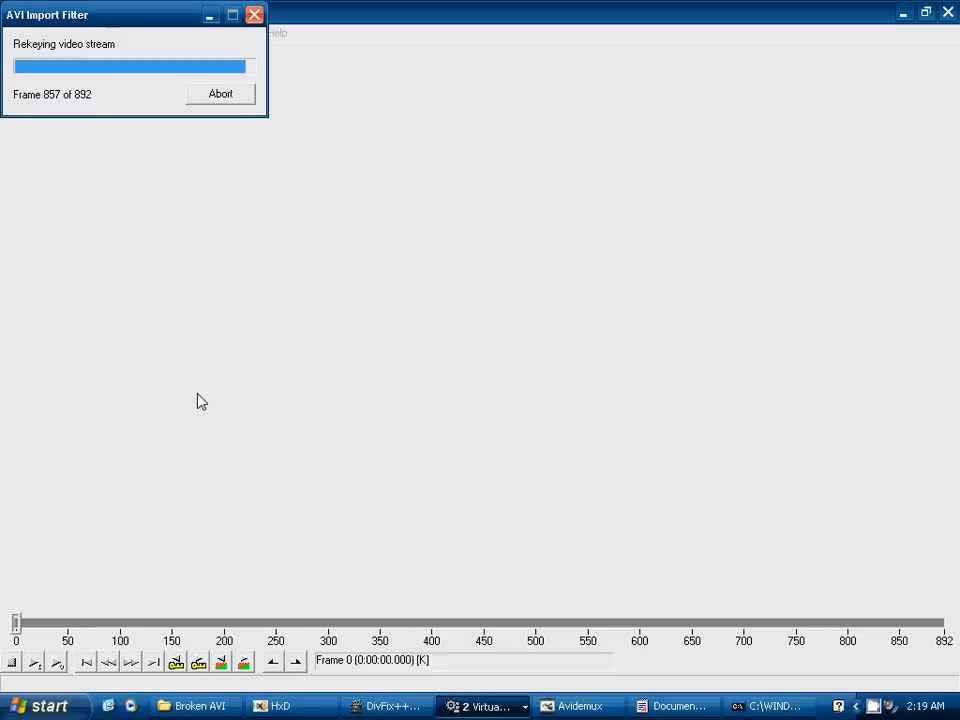 AVI Import Filter
Help
Rekeying video stream
Frame 857 of 892
Abort
0 50 100 150 200 250 300 350 400 450 500 550 600 650 700 750 800 850 892
Frame 0 (0:00:00.000) [K]
start
Broken AVI
HxD
DivFix++...
2 Virtua...
Avidemux
Documen...
C:\WIND...
2:19 AM